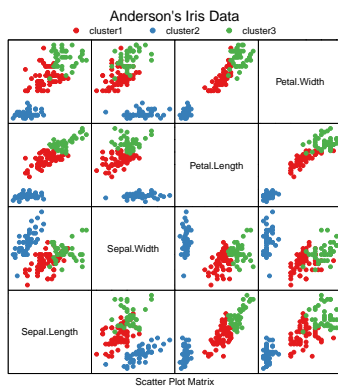 Anderson's Iris Data
cluster1 cluster2 cluster3
Petal.Width
Petal.Length
Sepal.Width
Sepal.Length
Scatter Plot Matrix